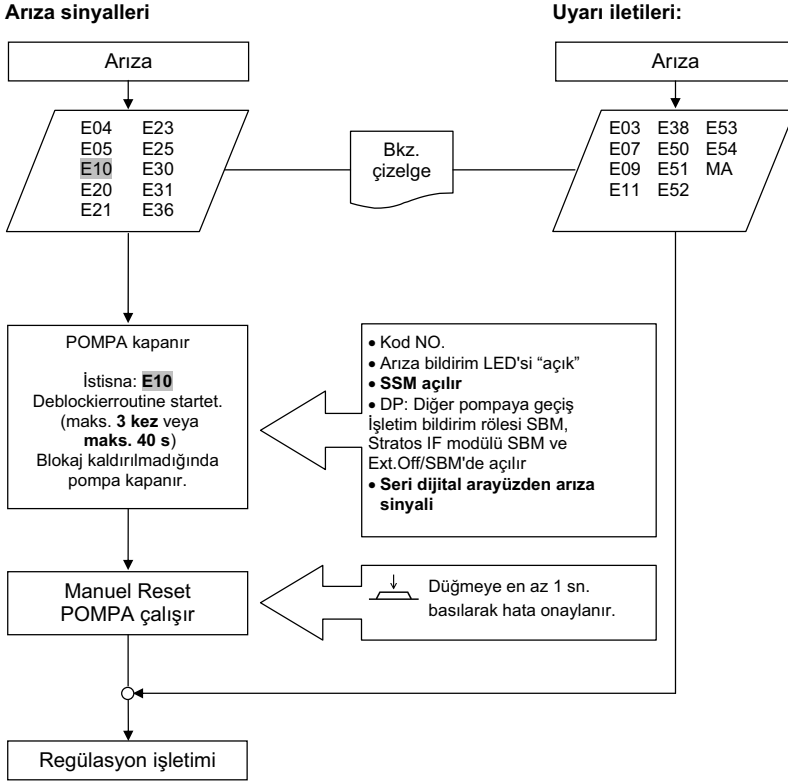 Arıza sinyalleri
Uyarı iletileri:
Arıza
Arıza
E04 E23
E05 E25
E10 E30
E20 E31
E21 E36
Bkz.
çizelge
E03 E38 E53
E07 E50 E54
E09 E51 MA
E11 E52
POMPA kapanır
İstisna: E10
Deblockierroutine startet.
(maks. 3 kez veya
maks. 40 s)
Blokaj kaldırılmadığında
pompa kapanır.
• Kod NO.
• Arıza bildirim LED'si “açık”
• SSM açılır
• DP: Diğer pompaya geçiş
İşletim bildirim rölesi SBM,
Stratos IF modülü SBM ve
Ext.Off/SBM'de açılır
• Seri dijital arayüzden arıza
sinyali
Manuel Reset
POMPA çalışır
Düğmeye en az 1 sn.
basılarak hata onaylanır.
Regülasyon işletimi